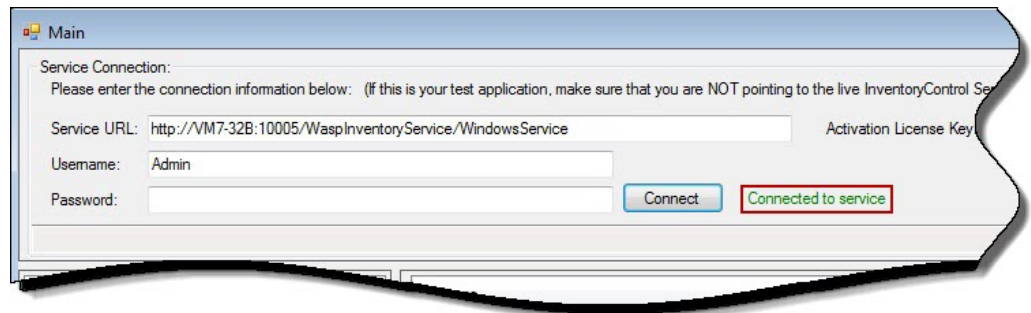 Main
Service Connection:
Please enter the connection information below: (If this is your test application, make sure that you are NOT pointing to the live InventoryControl
Service URL: http://VM7-32B:10005/WaspInventoryService/WindowsService Activation License Key
Username: Admin
Password: Connect Connected to service